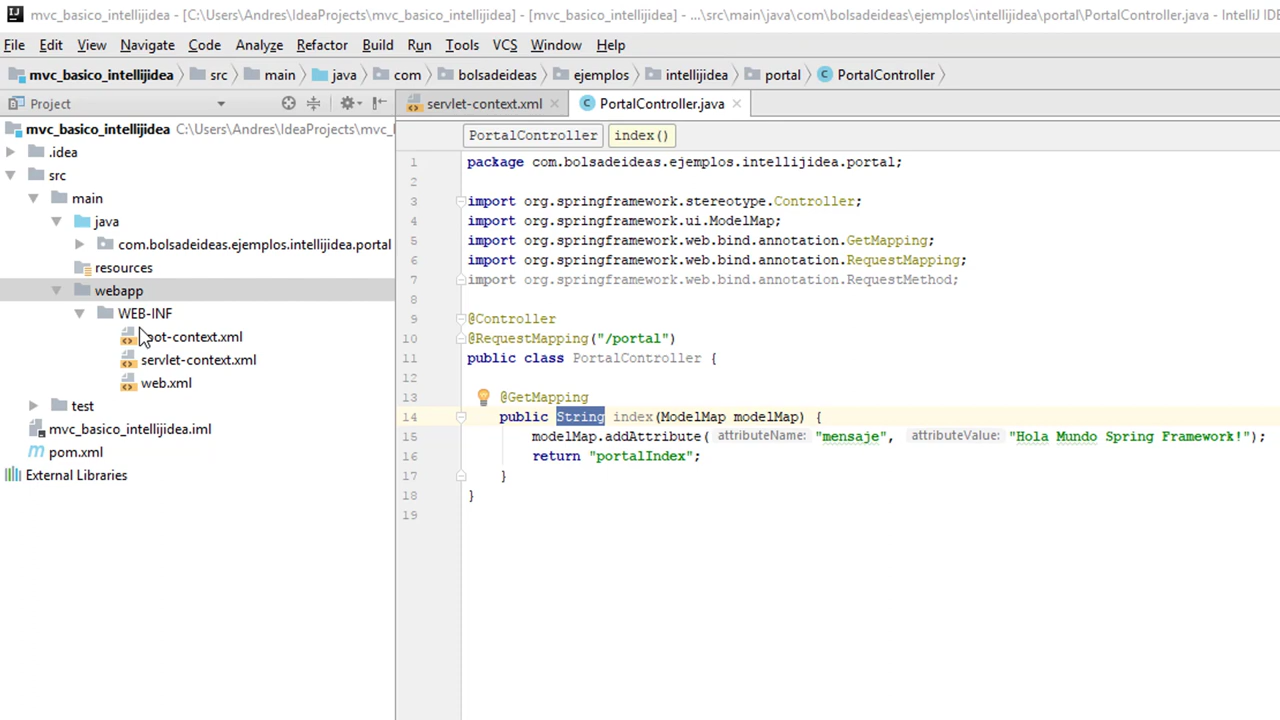 mvc_basico_intellijidea - [C:\Users\Andres\IdeaProjects\mvc_basico_intellijidea] - [mvc_basico_intellijidea] - ...\src\main\java\com\bolsadeideas\ejemplos\intellijidea\portal\PortalController.java - IntelliJ IDE
File Edit View Navigate Code Analyze Refactor Build Run Tools VCS Window Help
mvc_basico_intellijidea src main java com bolsadeideas ejemplos intellijidea portal PortalController
Project
servlet-context.xml PortalController.java
mvc_basico_intellijidea C:\Users\Andres\IdeaProjects\mvc_
.idea
src
main
java
com.bolsadeideas.ejemplos.intellijidea.portal
resources
webapp
WEB-INF
oot-context.xml
servlet-context.xml
web.xml
test
mvc_basico_intellijidea.iml
pom.xml
External Libraries
PortalController index()
1 package com.bolsadeideas.ejemplos.intellijidea.portal;
2
3 import org.springframework.stereotype.Controller;
4 import org.springframework.ui.ModelMap;
5 import org.springframework.web.bind.annotation.GetMapping;
6 import org.springframework.web.bind.annotation.RequestMapping;
7 import org.springframework.web.bind.annotation.RequestMethod;
8
9 @Controller
10 @RequestMapping("/portal")
11 public class PortalController {
12
13 @GetMapping
14 public String index(ModelMap modelMap) {
15 modelMap.addAttribute( attributeName: "mensaje", attributeValue: "Hola Mundo Spring Framework!");
16 return "portalIndex";
17 }
18 }
19